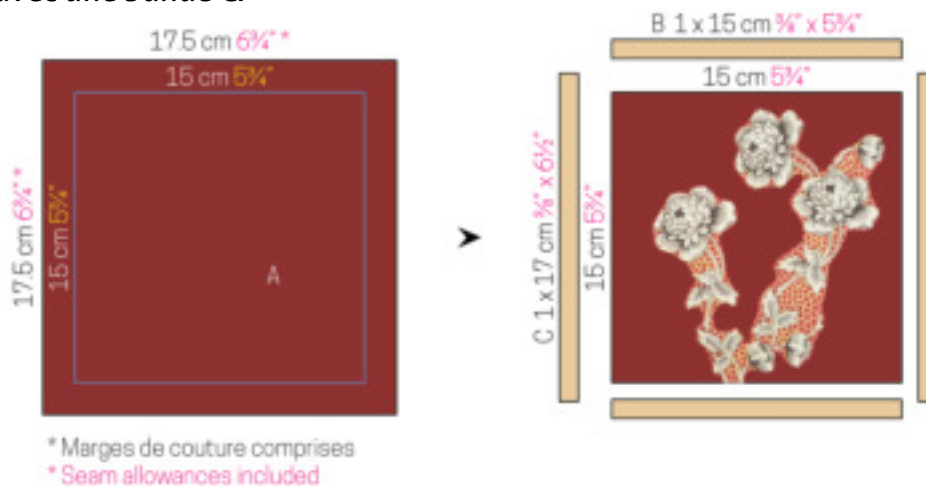 17.5 cm 6¾" *
15 cm 5¾"
17.5 cm 6¾" *
15 cm 5¾"
A
* Marges de couture comprises
* Seam allowances included
B 1 x 15 cm ⅜" x 5¾"
15 cm 5¾"
C 1 x 17 cm ⅜" x 6½"
15 cm 5¾"